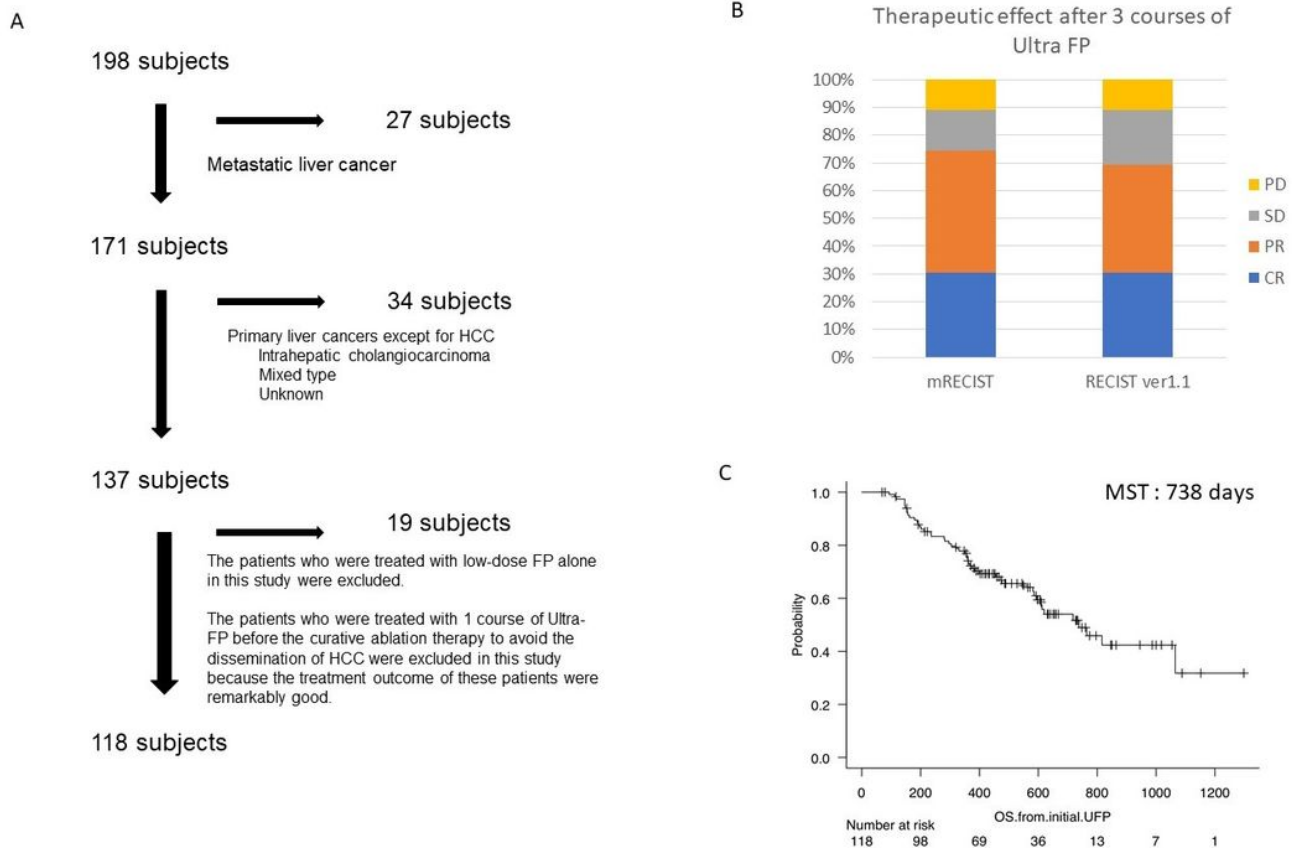 A
198 subjects
27 subjects
Metastatic liver cancer
171 subjects
34 subjects
Primary liver cancers except for HCC
Intrahepatic cholangiocarcinoma
Mixed type
Unknown
137 subjects
19 subjects
The patients who were treated with low-dose FP alone
in this study were excluded.
The patients who were treated with 1 course of Ultra-
FP before the curative ablation therapy to avoid the
dissemination of HCC were excluded in this study
because the treatment outcome of these patients were
remarkably good.
118 subjects
B
Therapeutic effect after 3 courses of
Ultra FP
100%
90%
80%
70%
60%
50%
40%
30%
20%
10%
0%
mRECIST RECIST ver1.1
PD
SD
PR
CR
C
MST : 738 days
Probability
1.0
0.8
0.6
0.4
0.2
0.0
0 200 400 600 800 1000 1200
OS.from.initial.UFP
Number at risk
118 98 69 36 13 7 1